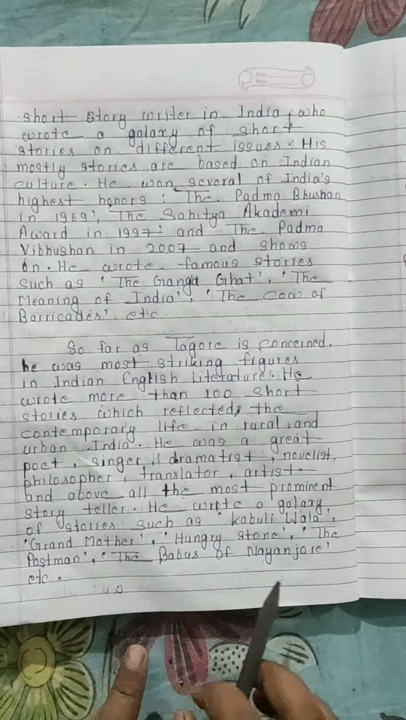 short story writer in India, who
wrote a galaxy of short
stories on different issues. His
mostly stories are based on Indian
culture. He won several of India's
highest honors : The Padma Bhushan
in 1969', The Sahitya Akademi
Award in 1997' and The Padma
Vibhushan in 2007 and shows
on. He wrote famous stories
such as 'The Ganga Ghat', 'The
Meaning of India', 'The Cow of
Barricades' etc.
So far as Tagore is concerned,
he was most striking figures
in Indian English Literature. He
wrote more than 100 short
stories which reflected, the
contemporary life in rural and
urban India. He was a great
poet, singer, dramatist, novelist,
philosopher, translator, artist.
and above all the most prominent
story teller. He write a galaxy
of stories such as 'Kabuli Wala',
'Grand Mother', 'Hungry stone', 'The
Postman', 'The Babus of Nayanjore'
etc.